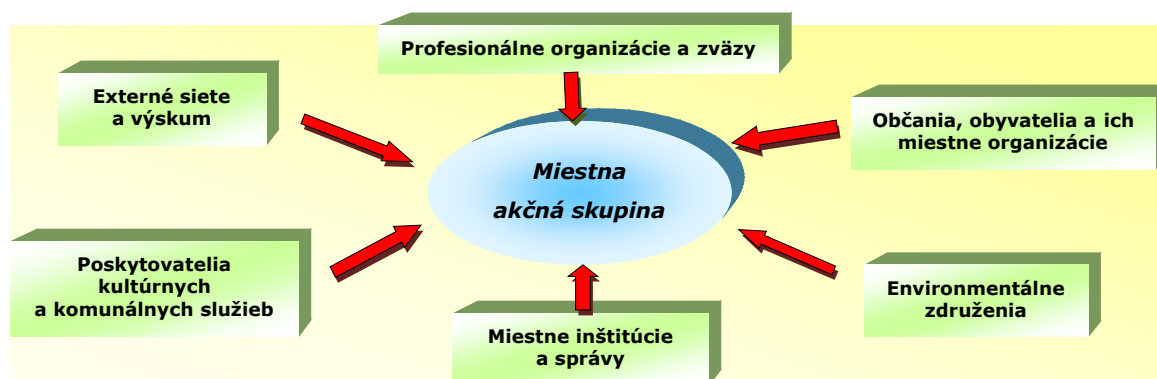 Profesionálne organizácie a zväzy
Externé siete
a výskum
Občania, obyvatelia a ich
miestne organizácie
Miestna
akčná skupina
Poskytovatelia
kultúrnych
a komunálnych služieb
Environmentálne
združenia
Miestne inštitúcie
a správy